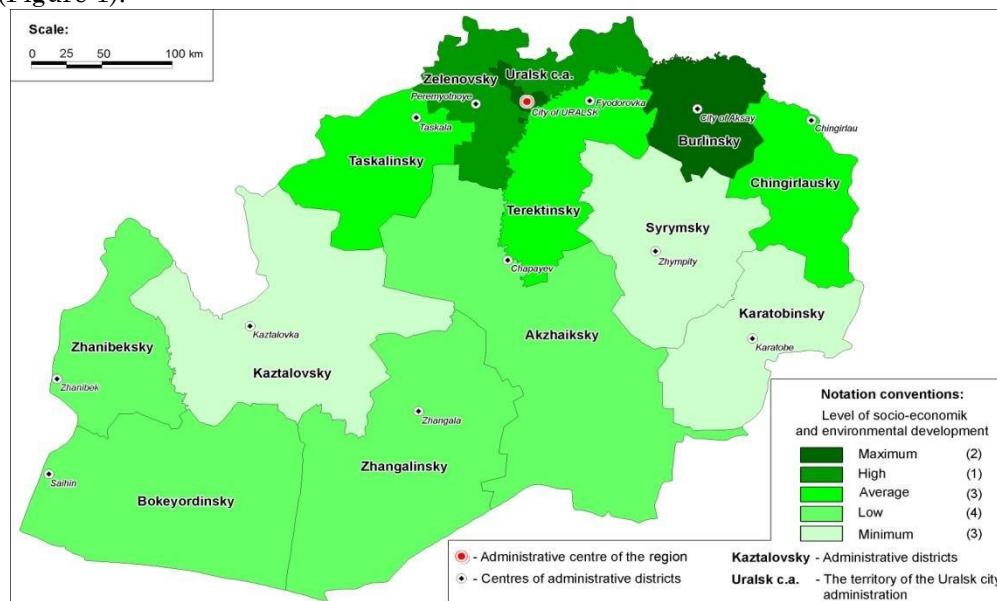 (Figure 1).
Scale:
0 25 50 100 km
Zelenovsky
Uralsk c.a.
Peremyotnoye
City of URALSK
Fyodorovka
City of Aksay
Chingirlau
Taskala
Burlinsky
Taskalinsky
Chingirlausky
Terektinsky
Syrymsky
Chapayev
Zhympity
Karatobinsky
Kaztalovka
Akzhaiksky
Karatobe
Zhanibeksky
Kaztalovsky
Zhanibek
Zhangala
Zhangalinsky
Saihin
Bokeyordinsky
Notation conventions:
Level of socio-economik
and environmental development
Maximum (2)
High (1)
Average (3)
Low (4)
Minimum (3)
- Administrative centre of the region
- Centres of administrative districts
Kaztalovsky - Administrative districts
Uralsk c.a. - The territory of the Uralsk city
administration